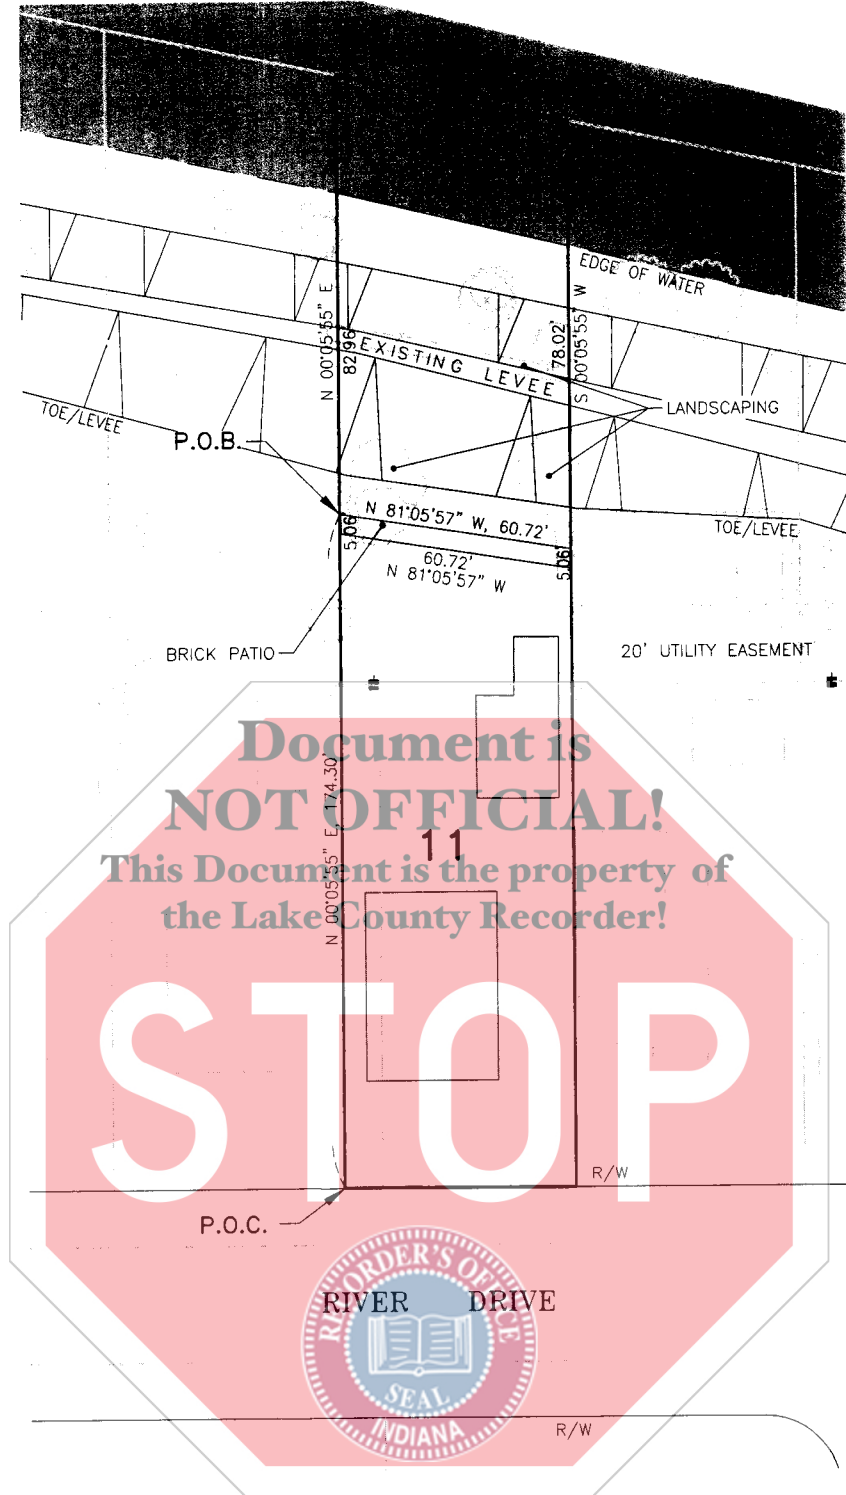 EDGE OF WATER
N 00°05'55" E
82.96'
78.02'
S 00°05'55" W
EXISTING LEVEE
LANDSCAPING
TOE/LEVEE
P.O.B.
N 81°05'57" W, 60.72'
5.06'
60.72'
N 81°05'57" W
5.06'
TOE/LEVEE
BRICK PATIO
20' UTILITY EASEMENT
Document is
NOT OFFICIAL!
N 00°05'55" E, 174.30'
11
This Document is the property of
the Lake County Recorder!
STOP
R/W
P.O.C.
RECORDER'S OFFICE
RIVER DRIVE
SEAL
INDIANA
R/W